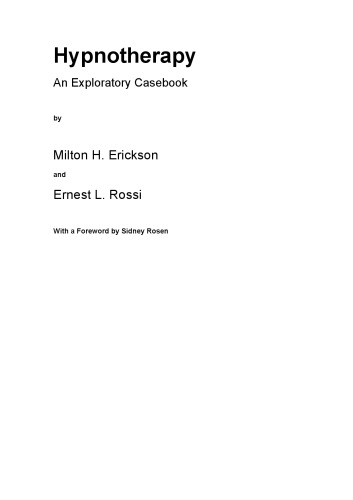 Hypnotherapy
An Exploratory Casebook
by
Milton H. Erickson
and
Ernest L. Rossi
With a Foreword by Sidney Rosen